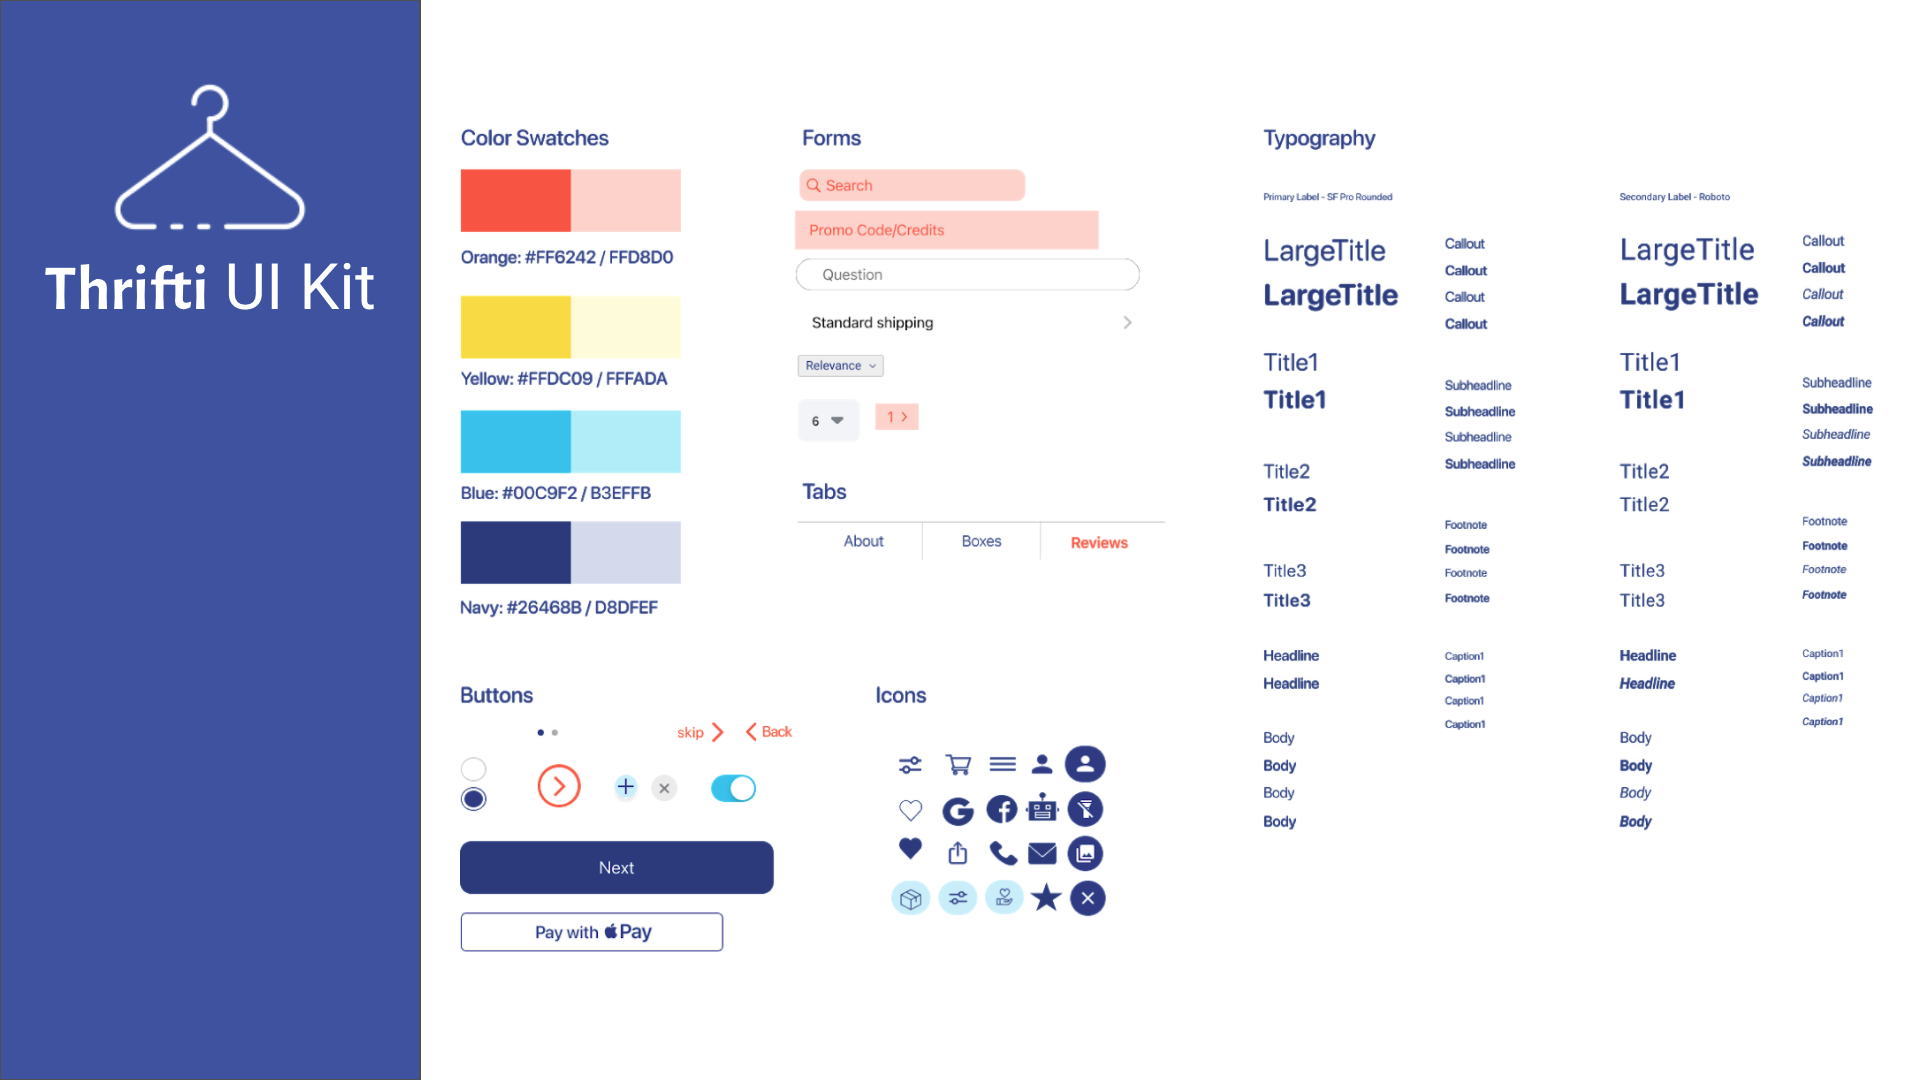 Thrifti UI Kit
Color Swatches
Orange: #FF6242 / FFD8D0
Yellow: #FFDC09 / FFFADA
Blue: #00C9F2 / B3EFFB
Navy: #26468B / D8DFEF
Forms
Search
Promo Code/Credits
Question
Standard shipping
Relevance
6
1
Tabs
About
Boxes
Reviews
Buttons
skip
Back
Next
Pay with Pay
Icons
Typography
Primary Label - SF Pro Rounded
LargeTitle
LargeTitle
Title1
Title1
Title2
Title2
Title3
Title3
Headline
Headline
Body
Body
Body
Body
Callout
Callout
Callout
Callout
Subheadline
Subheadline
Subheadline
Subheadline
Footnote
Footnote
Footnote
Footnote
Caption1
Caption1
Caption1
Caption1
Secondary Label - Roboto
LargeTitle
LargeTitle
Title1
Title1
Title2
Title2
Title3
Title3
Headline
Headline
Body
Body
Body
Body
Callout
Callout
Callout
Callout
Subheadline
Subheadline
Subheadline
Subheadline
Footnote
Footnote
Footnote
Footnote
Caption1
Caption1
Caption1
Caption1